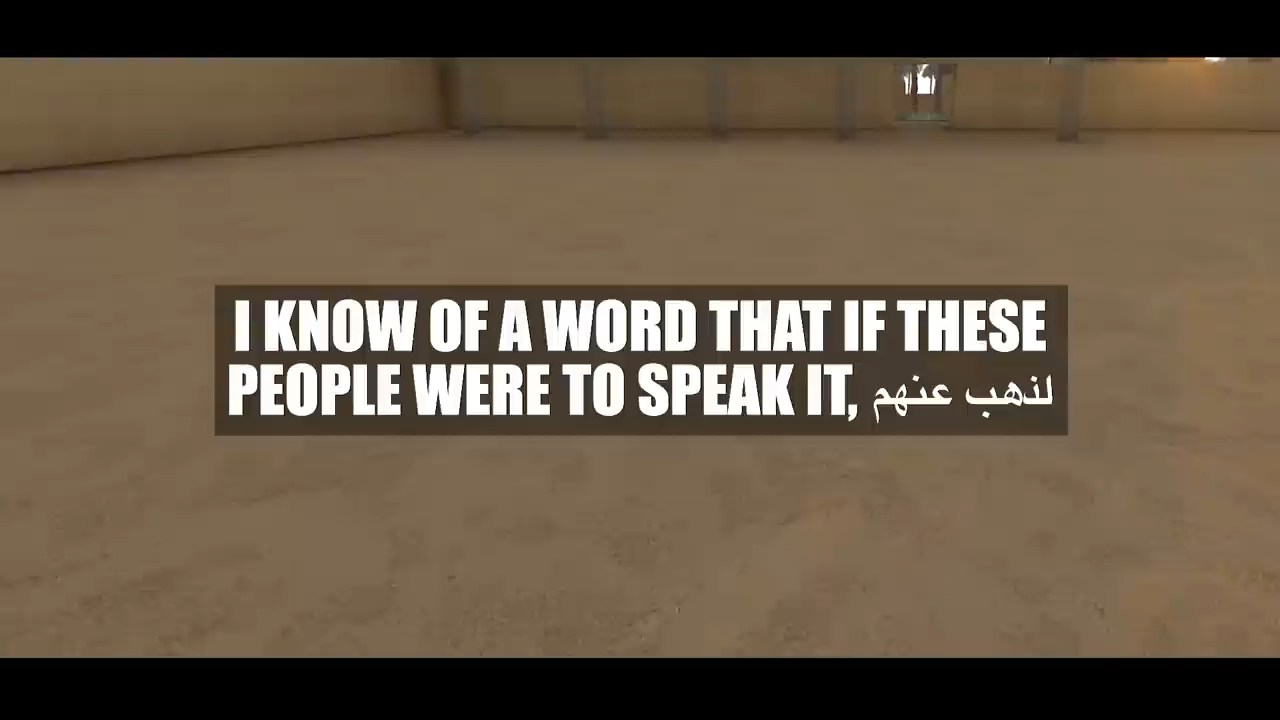 I KNOW OF A WORD THAT IF THESE
PEOPLE WERE TO SPEAK IT, لذهب عنهم